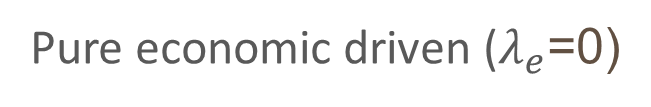 Pure economic driven (λₑ=0)